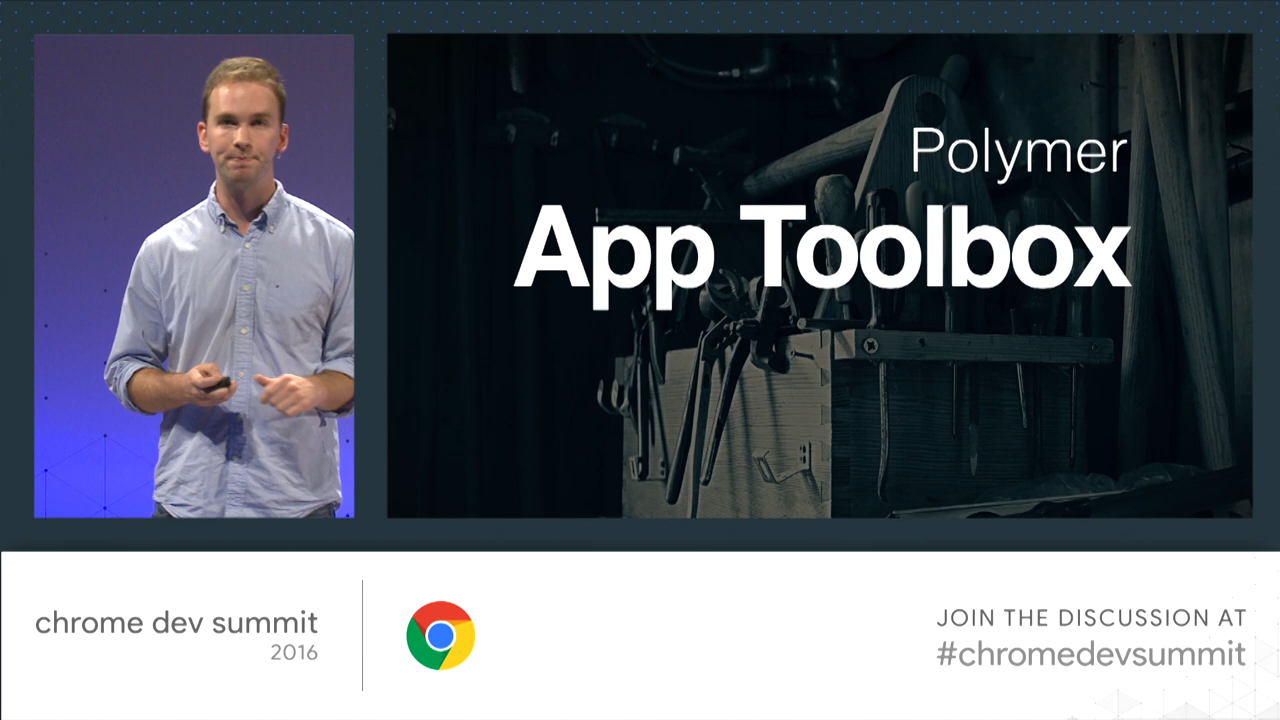 Polymer
App Toolbox
chrome dev summit
2016
JOIN THE DISCUSSION AT
#chromedevsummit